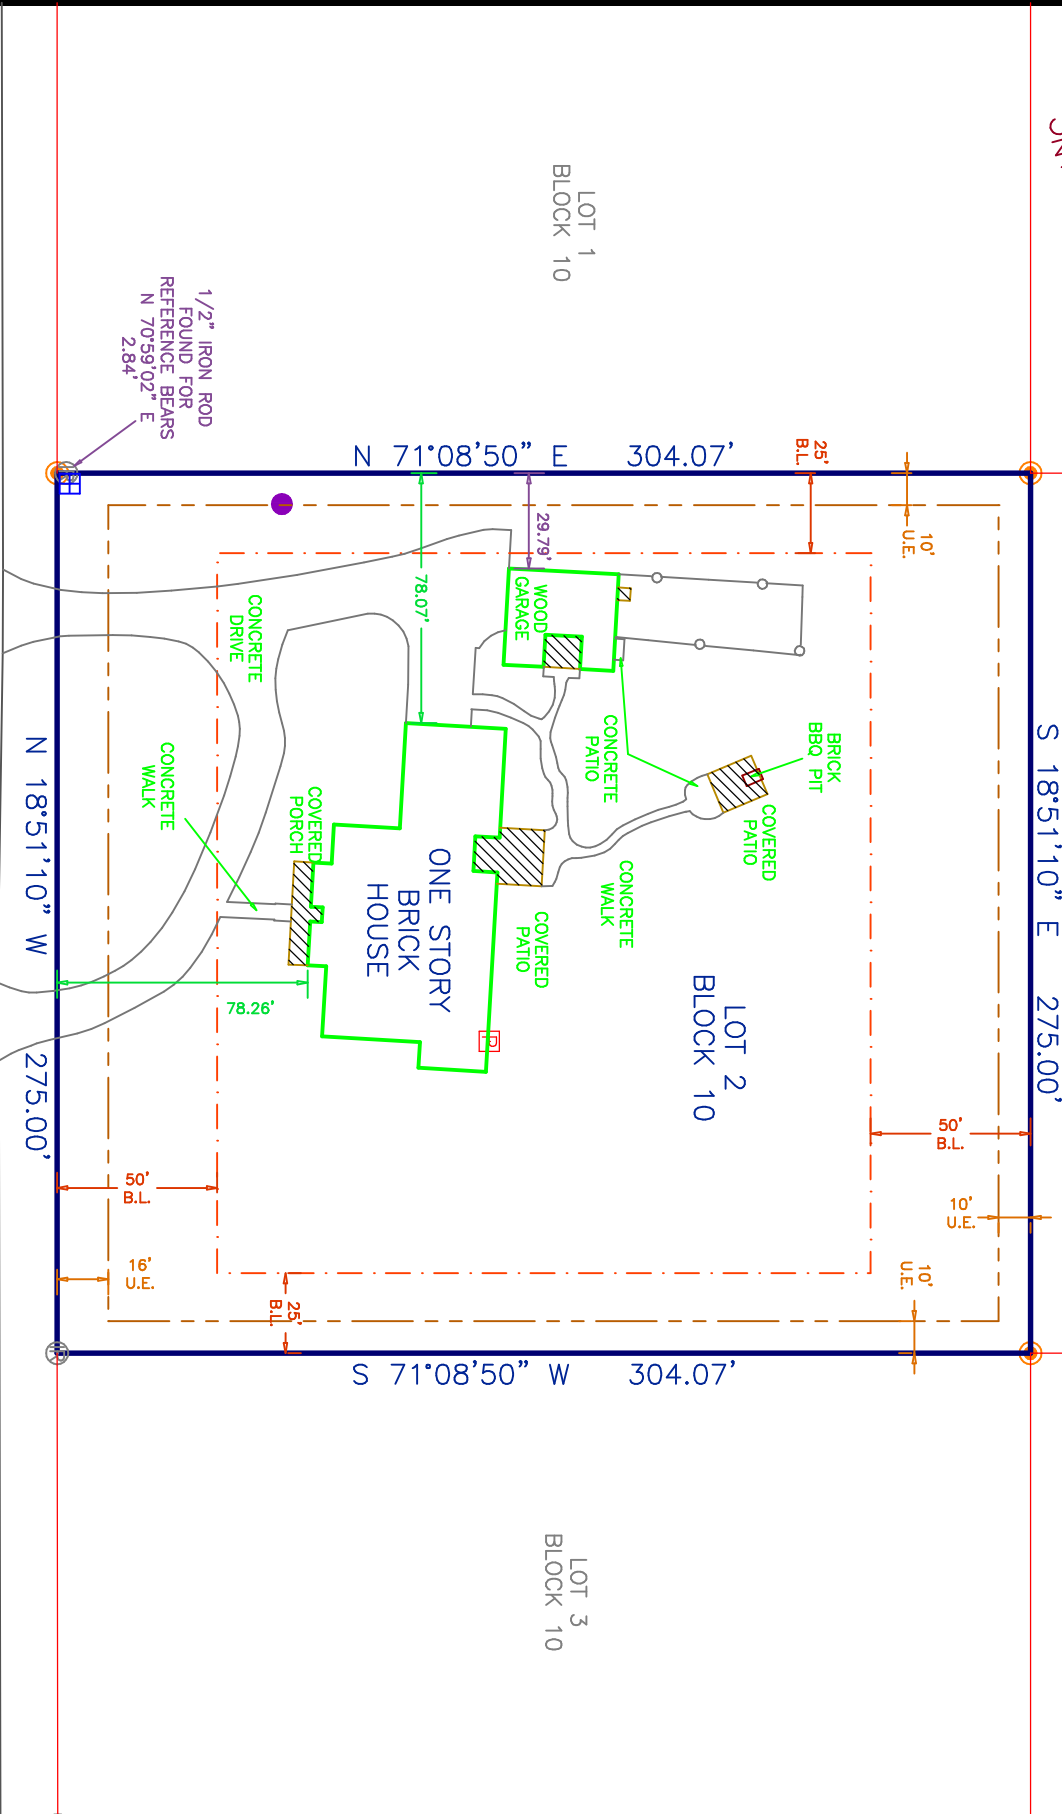 LOT 1
BLOCK 10
1/2" IRON ROD
FOUND FOR
REFERENCE BEARS
N 70°59'02" E
2.84'
N 71°08'50" E 304.07'
25'
B.L.
10'
U.E.
29.79'
78.07'
WOOD
GARAGE
CONCRETE
DRIVE
CONCRETE
PATIO
BRICK
BBQ PIT
COVERED
PATIO
CONCRETE
WALK
COVERED
PORCH
CONCRETE
WALK
COVERED
PATIO
ONE STORY
BRICK
HOUSE
78.26'
LOT 2
BLOCK 10
S 18°51'10" E 275.00'
N 18°51'10" W 275.00'
50'
B.L.
50'
B.L.
10'
U.E.
16'
U.E.
25'
B.L.
10'
U.E.
S 71°08'50" W 304.07'
LOT 3
BLOCK 10